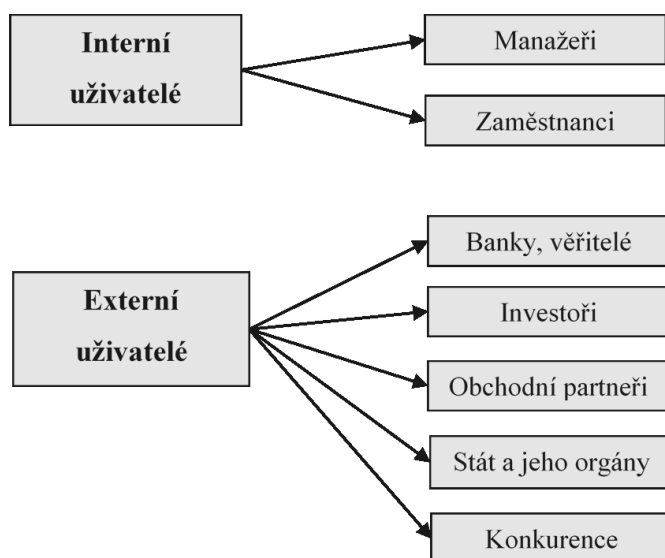 Interní
uživatelé
Manažeři
Zaměstnanci
Externí
uživatelé
Banky, věřitelé
Investoři
Obchodní partneři
Stát a jeho orgány
Konkurence